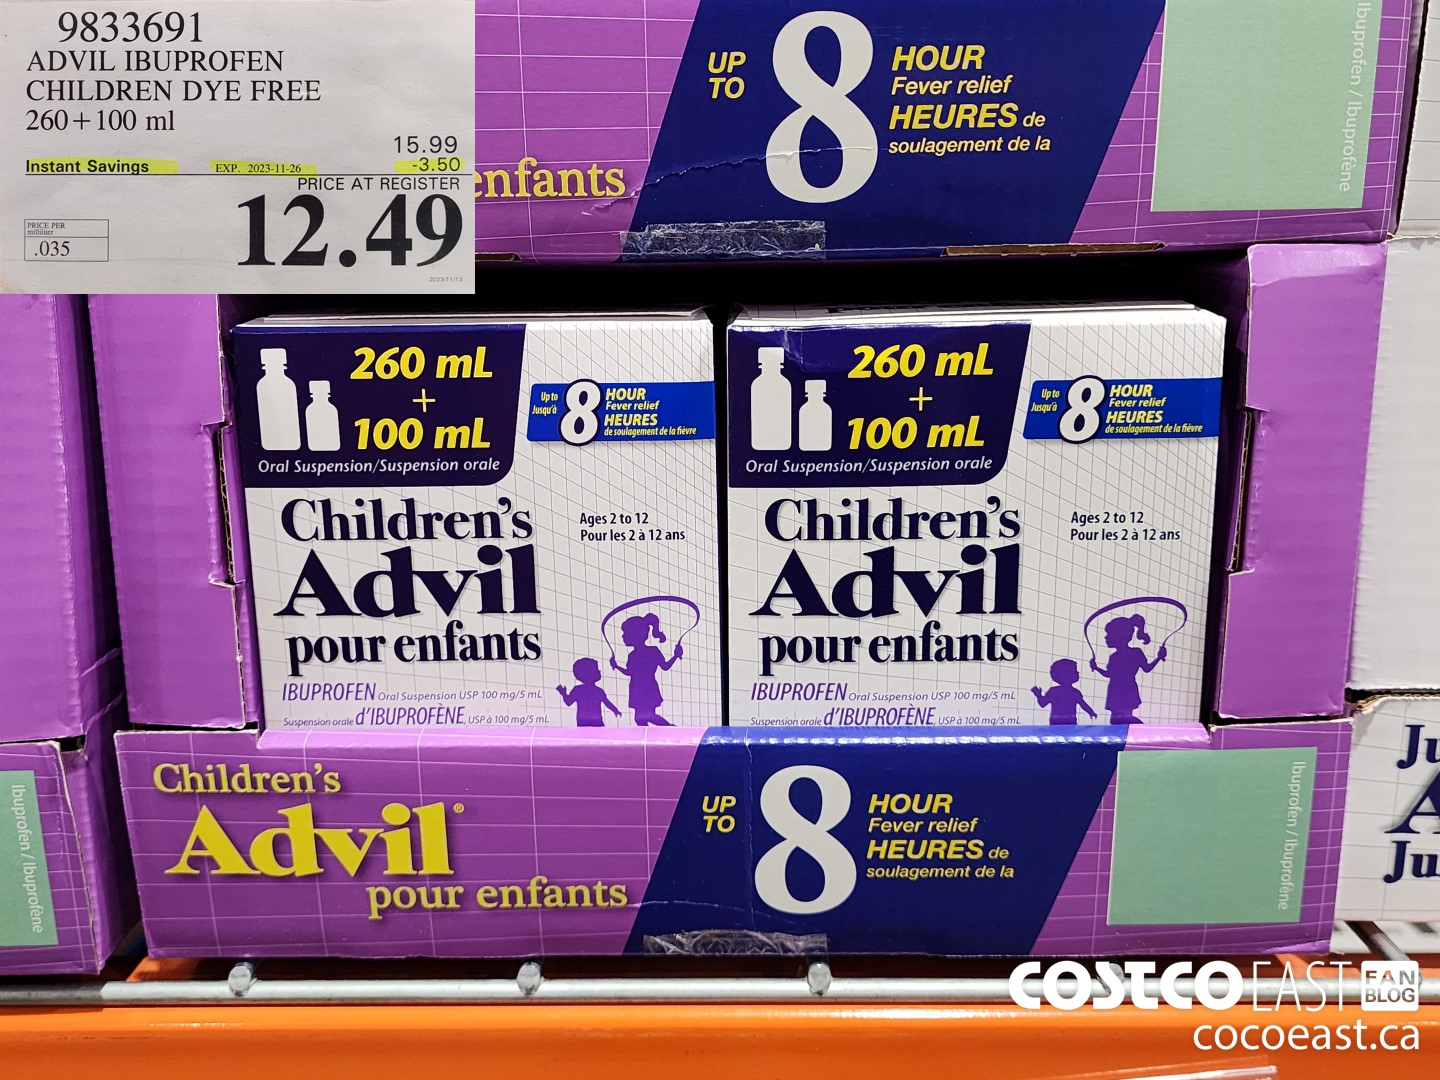 9833691
ADVIL IBUPROFEN
CHILDREN DYE FREE
260+100 ml
15.99
Instant Savings EXP. 2023-11-26 -3.50
PRICE AT REGISTER
12.49
PRICE PER
milliliter
.035
2023/11/13
enfants
UP
TO
8
HOUR
Fever relief
HEURES de
soulagement de la
Ibuprofen / Ibuprofène
260 mL
+
100 mL
Oral Suspension/Suspension orale
Up to
Jusqu'à
8
HOUR
Fever relief
HEURES
de soulagement de la fièvre
Children's
Advil
pour enfants
Ages 2 to 12
Pour les 2 à 12 ans
IBUPROFEN Oral Suspension USP 100 mg/5 mL
Suspension orale d'IBUPROFÈNE, USP à 100 mg/5 mL
260 mL
+
100 mL
Oral Suspension/Suspension orale
Up to
Jusqu'à
8
HOUR
Fever relief
HEURES
de soulagement de la fièvre
Children's
Advil
pour enfants
Ages 2 to 12
Pour les 2 à 12 ans
IBUPROFEN Oral Suspension USP 100 mg/5 mL
Suspension orale d'IBUPROFÈNE, USP à 100 mg/5 mL
Ibuprofen / Ibuprofène
Children's
Advil®
pour enfants
UP
TO
8
HOUR
Fever relief
HEURES de
soulagement de la
Ibuprofen / Ibuprofène
Ju
A
Ju
COSTCO EAST FAN
BLOG
cocoeast.ca